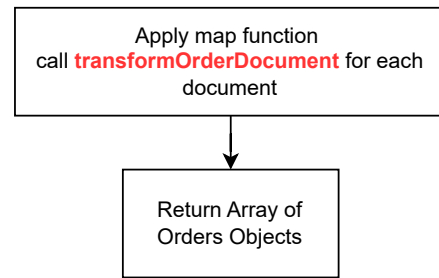 Apply map function
call transformOrderDocument for each
document
Return Array of
Orders Objects